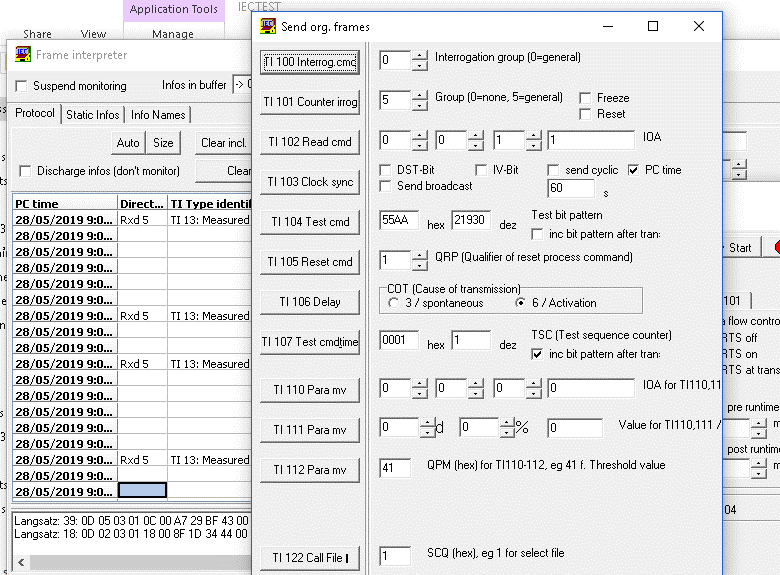 Application Tools
IECTEST
Share
View
Manage
Send org. frames
Frame interpreter
Suspend monitoring
Infos in buffer
-> 0
Protocol
Static Infos
Info Names
Auto
Size
Clear incl.
Discharge infos (don't monitor)
Clear
PC time
Direct...
TI Type identif
28/05/2019 9:0... Rxd 5 TI 13: Measured
28/05/2019 9:0...
28/05/2019 9:0...
28/05/2019 9:0...
28/05/2019 9:0...
28/05/2019 9:0...
28/05/2019 9:0... Rxd 5 TI 13: Measured
28/05/2019 9:0...
28/05/2019 9:0...
28/05/2019 9:0... Rxd 5 TI 13: Measured
28/05/2019 9:0...
28/05/2019 9:0...
28/05/2019 9:0...
28/05/2019 9:0...
28/05/2019 9:0...
28/05/2019 9:0... Rxd 5 TI 13: Measured
28/05/2019 9:0...
28/05/2019 9:0...
Langsatz: 39: 0D 05 03 01 0C 00 A7 29 BF 43 00
Langsatz: 18: 0D 02 03 01 18 00 8F 1D 34 44 00
TI 100 Interrog.cmd
0
Interrogation group (0=general)
TI 101 Counter irrog
5
Group (0=none, 5=general)
Freeze
Reset
TI 102 Read cmd
0
0
1
1
IOA
TI 103 Clock sync
DST-Bit
IV-Bit
send cyclic
PC time
Send broadcast
60
s
TI 104 Test cmd
55AA
hex
21930
dez
Test bit pattern
inc bit pattern after tran:
TI 105 Reset cmd
1
QRP (Qualifier of reset process command)
TI 106 Delay
COT (Cause of transmission)
3 / spontaneous
6 / Activation
TI 107 Test cmdtime
0001
hex
1
dez
TSC (Test sequence counter)
inc bit pattern after tran:
TI 110 Para mv
0
0
0
0
IOA for TI110,11
TI 111 Para mv
0
d
0
%
0
Value for TI110,111 /
TI 112 Para mv
41
QPM (hex) for TI110-112, eg 41 f. Threshold value
TI 122 Call File
1
SCQ (hex), eg 1 for select file
Start
101
flow contro
RTS off
RTS on
RTS at trans
pre runtime
post runtime
04